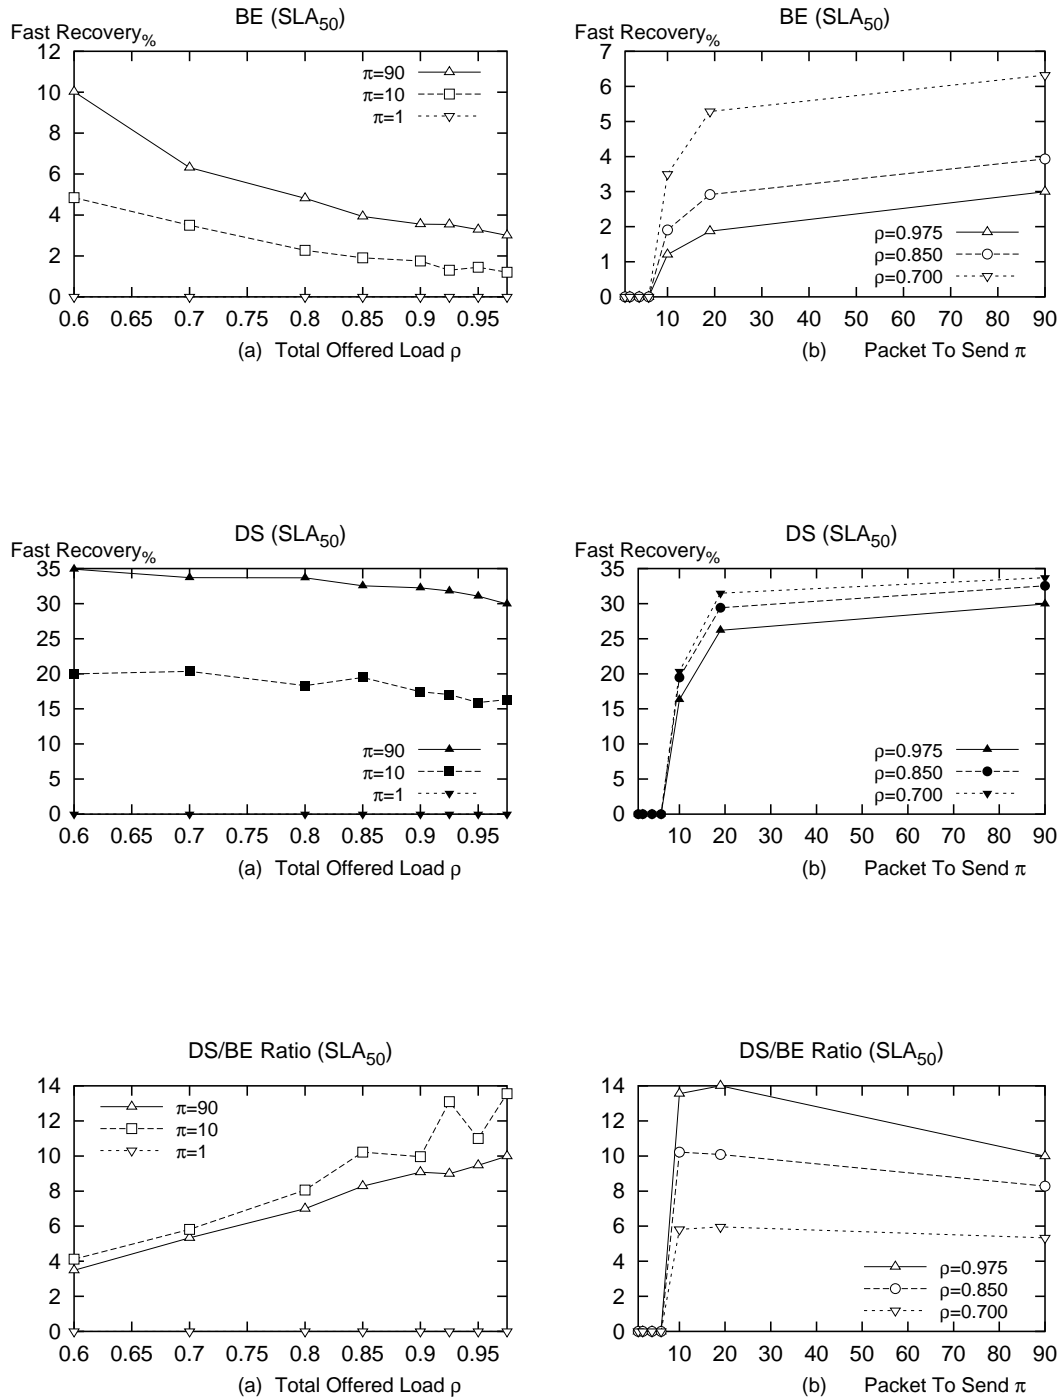 BE (SLA50)
Fast Recovery%
12
10
8
6
4
2
0
π=90
π=10
π=1
0.6 0.65 0.7 0.75 0.8 0.85 0.9 0.95
(a) Total Offered Load ρ
BE (SLA50)
Fast Recovery%
7
6
5
4
3
2
1
0
ρ=0.975
ρ=0.850
ρ=0.700
10 20 30 40 50 60 70 80 90
(b) Packet To Send π
DS (SLA50)
Fast Recovery%
35
30
25
20
15
10
5
0
π=90
π=10
π=1
0.6 0.65 0.7 0.75 0.8 0.85 0.9 0.95
(a) Total Offered Load ρ
DS (SLA50)
Fast Recovery%
35
30
25
20
15
10
5
0
ρ=0.975
ρ=0.850
ρ=0.700
10 20 30 40 50 60 70 80 90
(b) Packet To Send π
DS/BE Ratio (SLA50)
14
12
10
8
6
4
2
0
π=90
π=10
π=1
0.6 0.65 0.7 0.75 0.8 0.85 0.9 0.95
(a) Total Offered Load ρ
DS/BE Ratio (SLA50)
14
12
10
8
6
4
2
0
ρ=0.975
ρ=0.850
ρ=0.700
10 20 30 40 50 60 70 80 90
(b) Packet To Send π